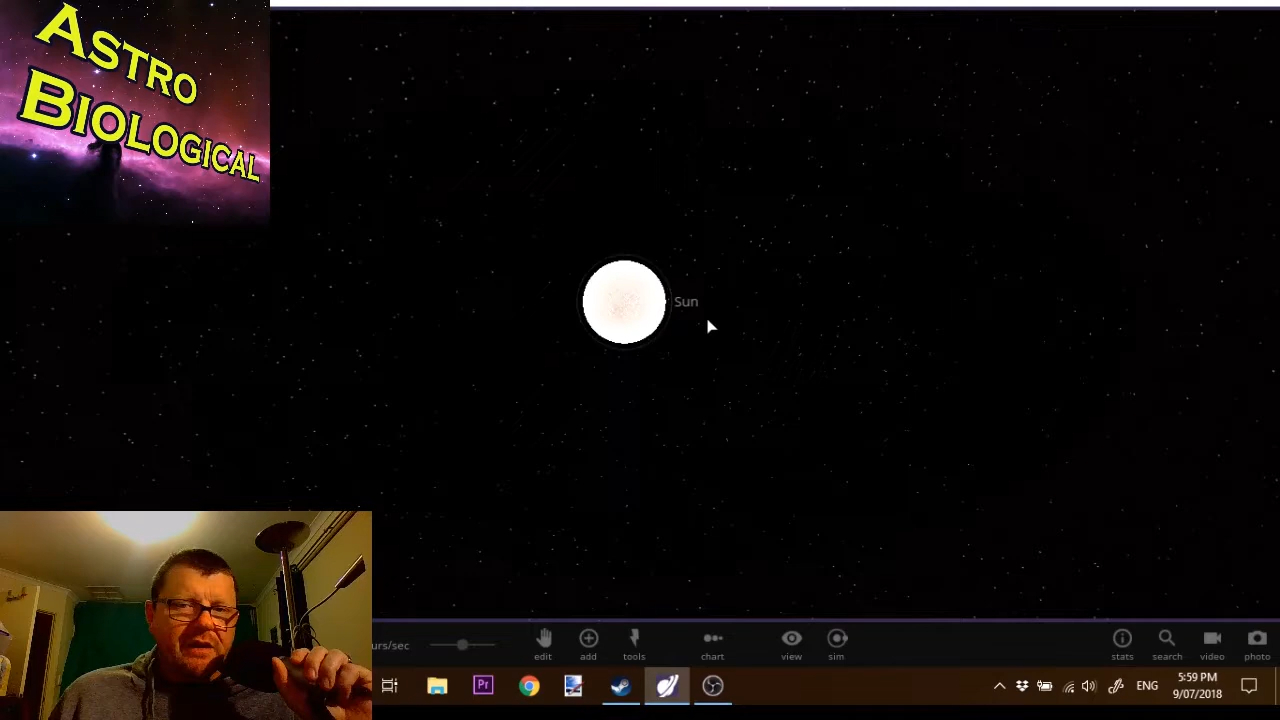 ASTRO
BIOLOGICAL
Sun
urs/sec
edit add tools chart view sim stats search video photo
Pr
ENG
5:59 PM
9/07/2018